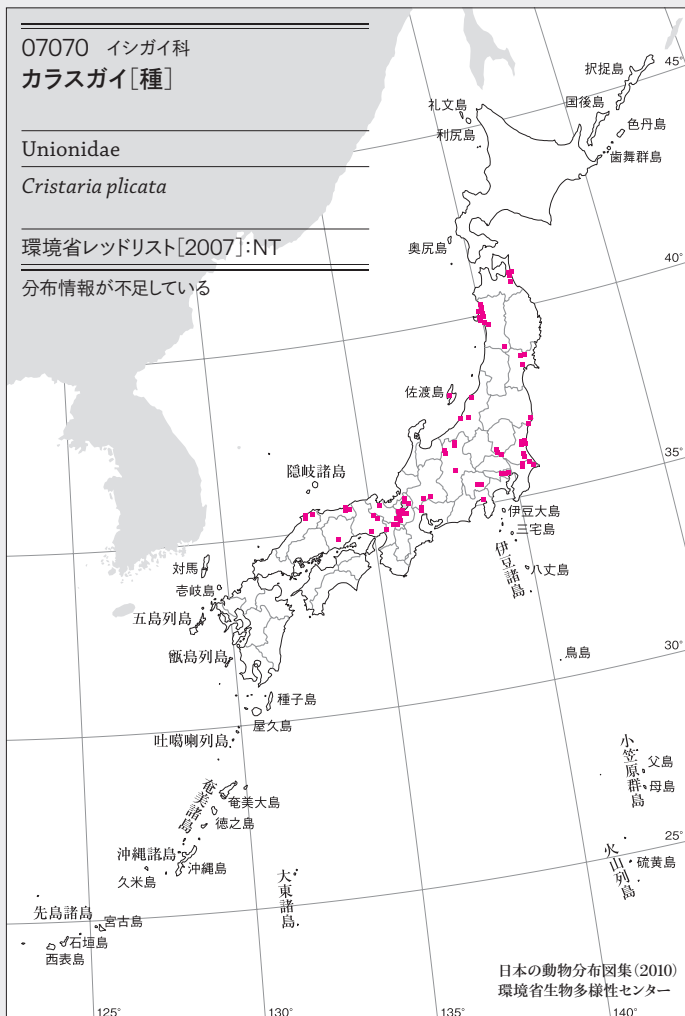 07070 イシガイ科
カラスガイ[種]
Unionidae
Cristaria plicata
環境省レッドリスト[2007]:NT
分布情報が不足している
択捉島
45°
国後島
礼文島
色丹島
利尻島
歯舞群島
奥尻島
40°
佐渡島
35°
隠岐諸島
伊豆大島
三宅島
対馬
八丈島
伊豆諸島
壱岐島
五島列島
鳥島
30°
甑島列島
種子島
屋久島
吐噶喇列島
小笠原群島
父島
母島
奄美諸島
奄美大島
徳之島
25°
沖縄諸島
沖縄島
久米島
火山列島
硫黄島
大東諸島
先島諸島
宮古島
石垣島
西表島
日本の動物分布図集(2010)
環境省生物多様性センター
125°
130°
135°
140°